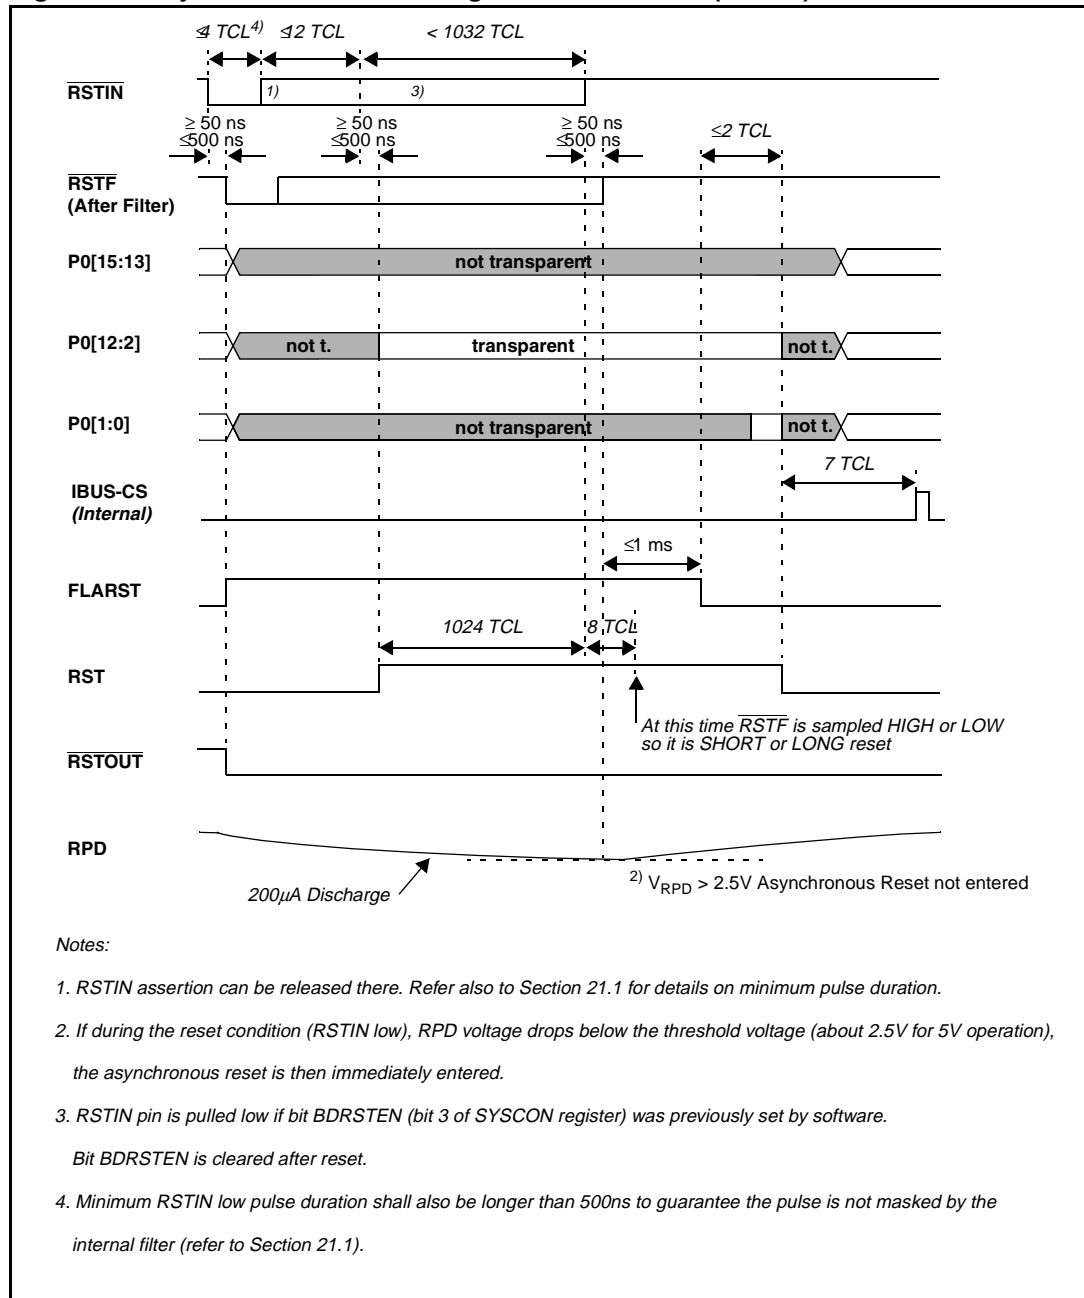 ≤4 TCL4) ≤12 TCL < 1032 TCL
RSTIN
1) 3)
≥ 50 ns ≥ 50 ns ≥ 50 ns
≤500 ns ≤500 ns ≤500 ns
≤2 TCL
RSTF
(After Filter)
P0[15:13] not transparent
P0[12:2] not t. transparent not t.
P0[1:0] not transparent not t.
7 TCL
IBUS-CS
(Internal)
≤1 ms
FLARST
1024 TCL 8 TCL
RST
At this time RSTF is sampled HIGH or LOW
so it is SHORT or LONG reset
RSTOUT
RPD
200μA Discharge
2) VRPD > 2.5V Asynchronous Reset not entered
Notes:
1. RSTIN assertion can be released there. Refer also to Section 21.1 for details on minimum pulse duration.
2. If during the reset condition (RSTIN low), RPD voltage drops below the threshold voltage (about 2.5V for 5V operation),
the asynchronous reset is then immediately entered.
3. RSTIN pin is pulled low if bit BDRSTEN (bit 3 of SYSCON register) was previously set by software.
Bit BDRSTEN is cleared after reset.
4. Minimum RSTIN low pulse duration shall also be longer than 500ns to guarantee the pulse is not masked by the
internal filter (refer to Section 21.1).